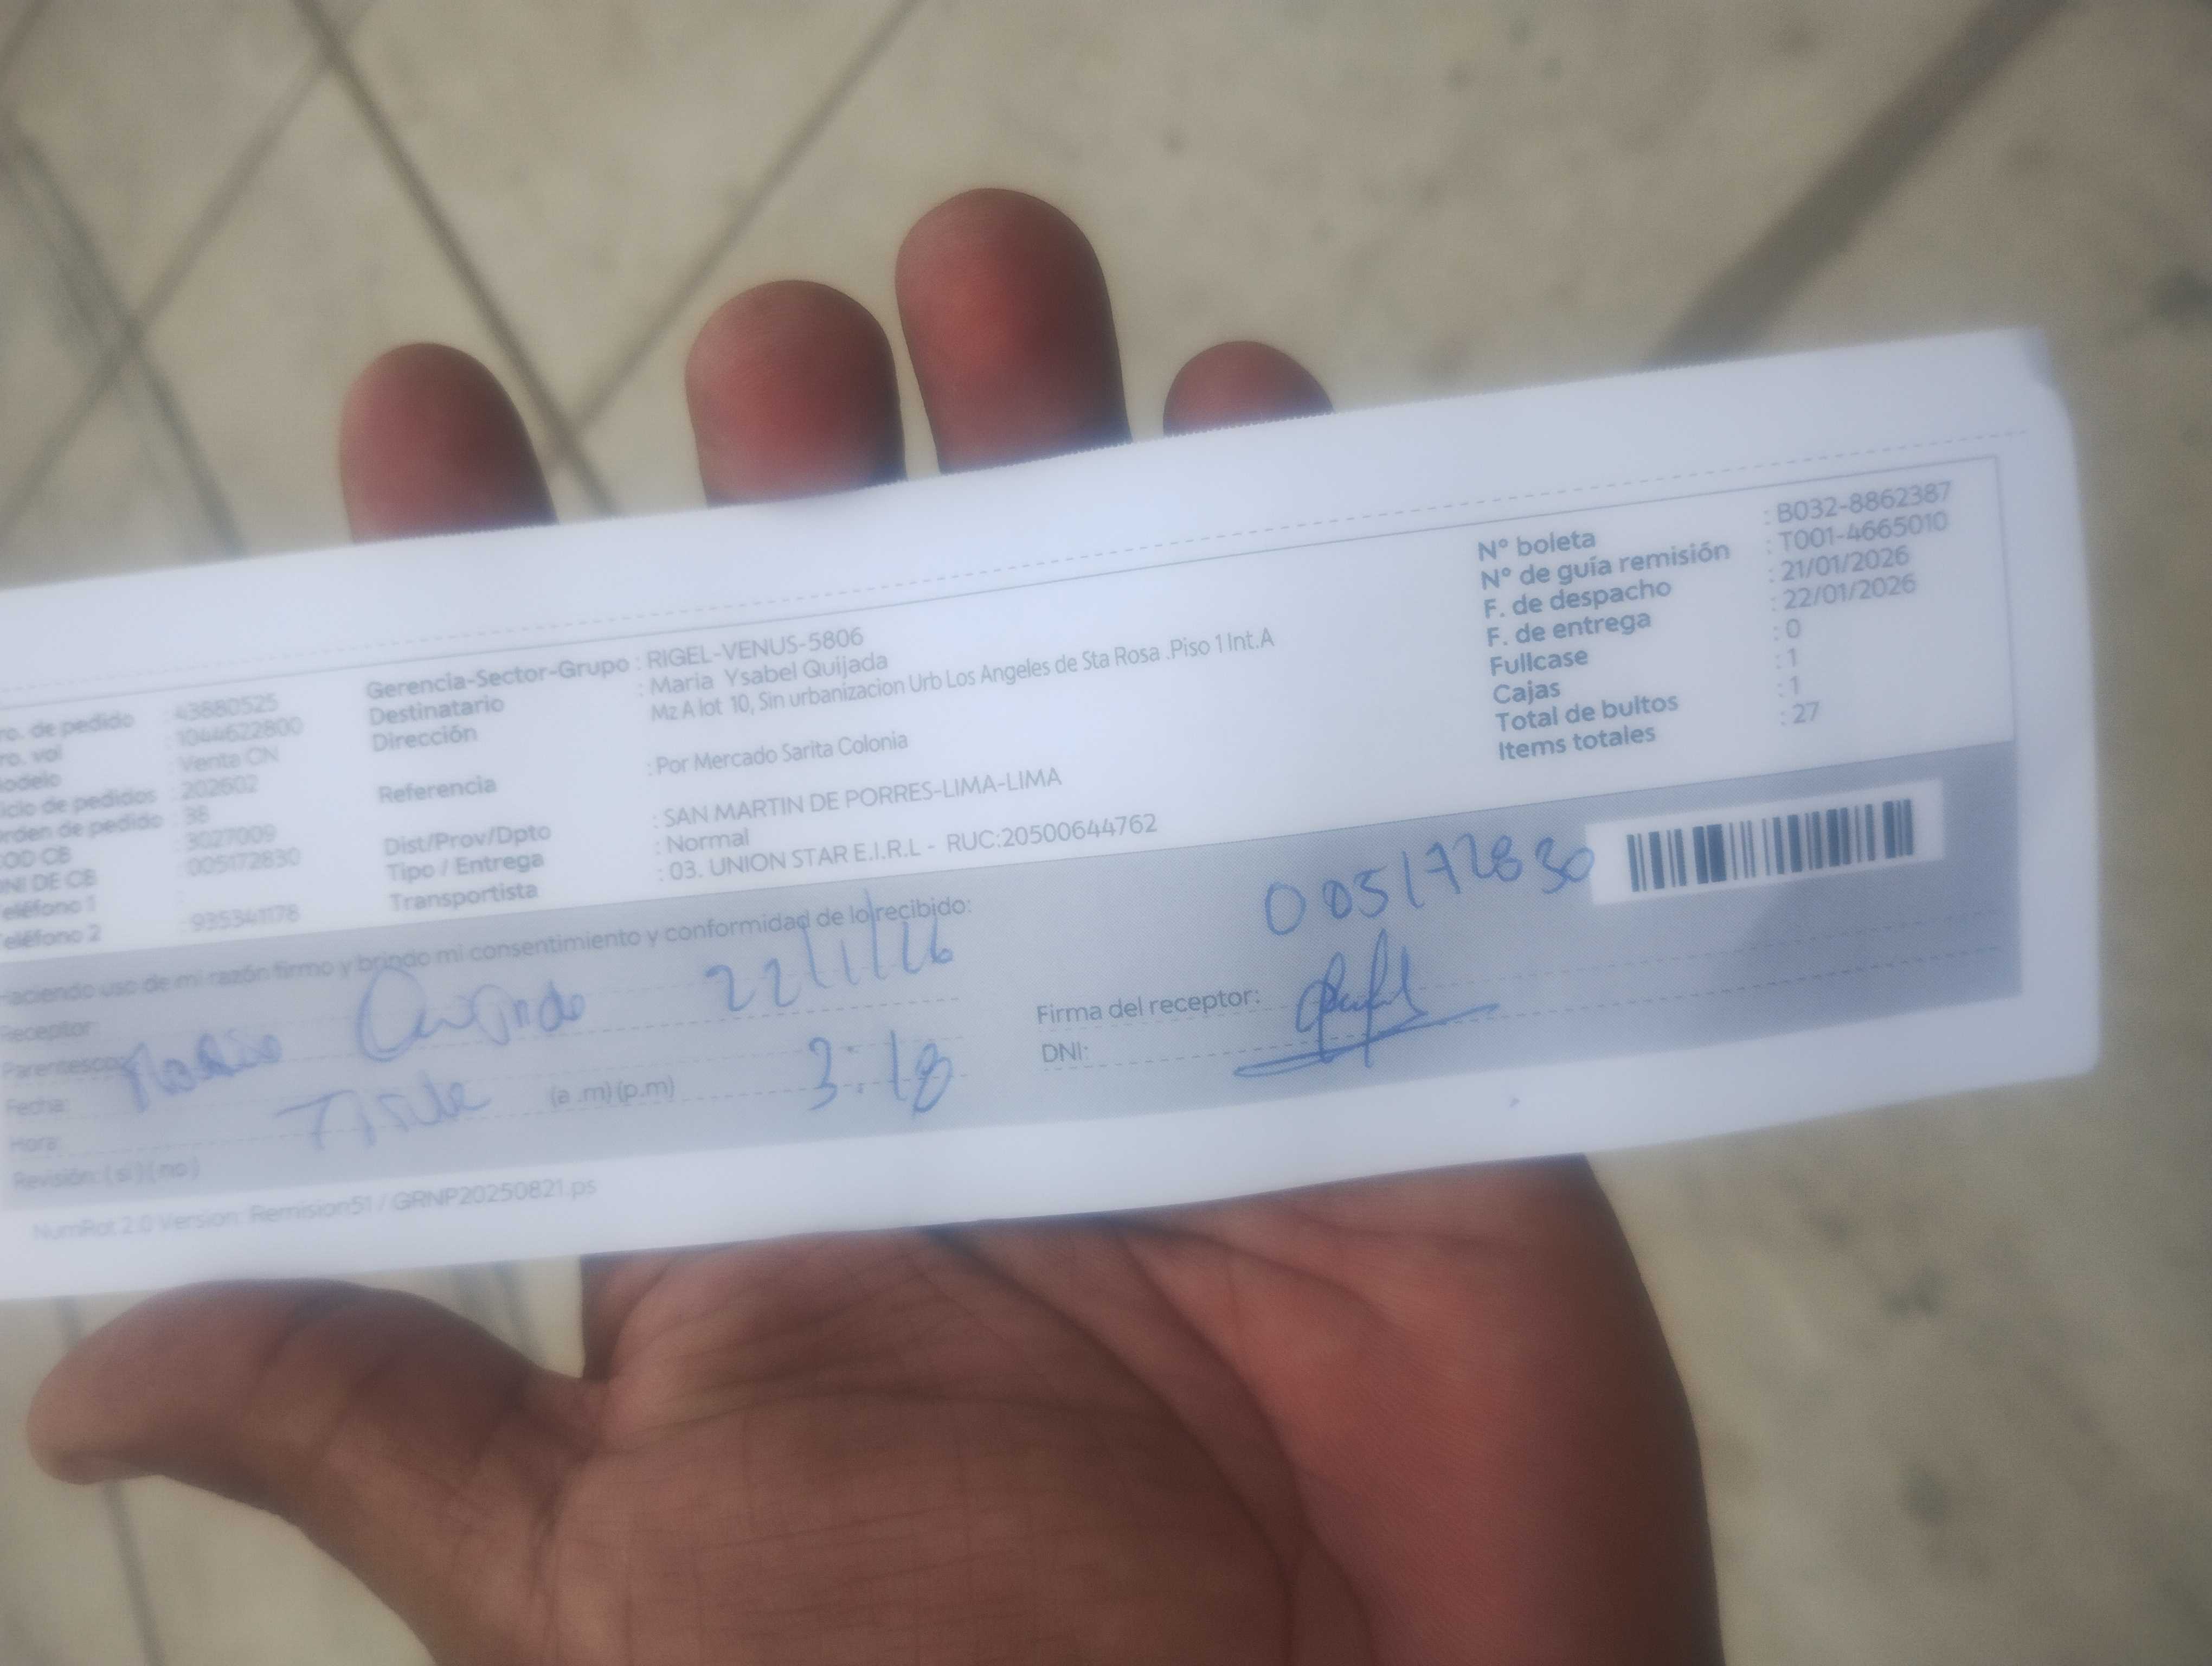 ro. de pedido : 43880525
ro. vol : 1044622800
odelo : Venta CN
iclo de pedidos : 202602
rden de pedido : 38
OD CB : 3027009
NI DE CB : 005172830
eléfono 1 :
eléfono 2 : 935341178
Gerencia-Sector-Grupo : RIGEL-VENUS-5806
Destinatario : Maria Ysabel Quijada
Dirección Mz A lot 10, Sin urbanizacion Urb Los Angeles de Sta Rosa .Piso 1 Int.A
Referencia : Por Mercado Sarita Colonia
Dist/Prov/Dpto : SAN MARTIN DE PORRES-LIMA-LIMA
Tipo / Entrega : Normal
Transportista : 03. UNION STAR E.I.R.L - RUC:20500644762
N° boleta : B032-8862387
N° de guía remisión : T001-4665010
F. de despacho : 21/01/2026
F. de entrega : 22/01/2026
Fullcase : 0
Cajas : 1
Total de bultos : 1
Items totales : 27
Haciendo uso de mi razón firmo y brindo mi consentimiento y conformidad de lo recibido:
Receptor:
Parentesco:
22/1/26
Fecha:
Hora: (a .m) (p.m) 3:18
Revisión: (si) (no)
005172830
Firma del receptor:
DNI:
NumRot 2.0 Version: Remision51 / GRNP20250821.ps